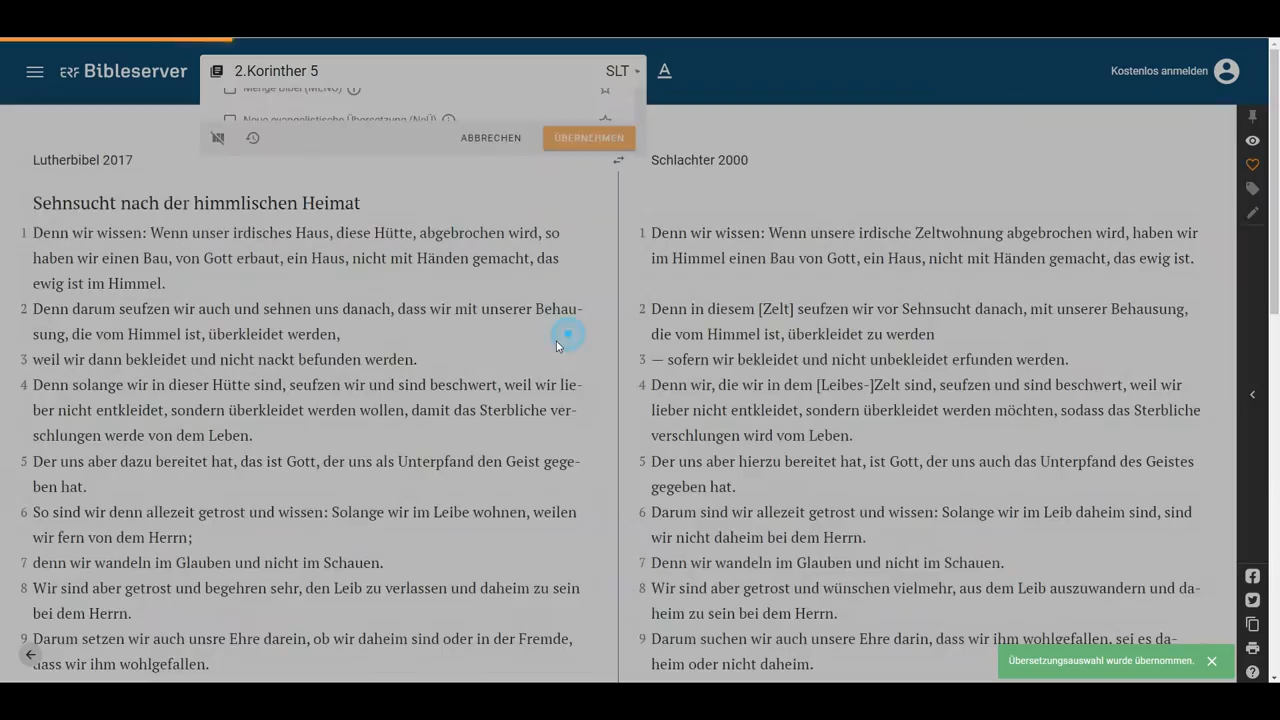 2.Korinther 5
SLT
ERF Bibleserver
Kostenlos anmelden
Menge Bibel (MENG)
Neue evangelistische Übersetzung (NeÜ)
ABBRECHEN
ÜBERNEHMEN
Lutherbibel 2017
Sehnsucht nach der himmlischen Heimat
1 Denn wir wissen: Wenn unser irdisches Haus, diese Hütte, abgebrochen wird, so
haben wir einen Bau, von Gott erbaut, ein Haus, nicht mit Händen gemacht, das
ewig ist im Himmel.
2 Denn darum seufzen wir auch und sehnen uns danach, dass wir mit unserer Behau-
sung, die vom Himmel ist, überkleidet werden,
3 weil wir dann bekleidet und nicht nackt befunden werden.
4 Denn solange wir in dieser Hütte sind, seufzen wir und sind beschwert, weil wir lie-
ber nicht entkleidet, sondern überkleidet werden wollen, damit das Sterbliche ver-
schlungen werde von dem Leben.
5 Der uns aber dazu bereitet hat, das ist Gott, der uns als Unterpfand den Geist gege-
ben hat.
6 So sind wir denn allezeit getrost und wissen: Solange wir im Leibe wohnen, weilen
wir fern von dem Herrn;
7 denn wir wandeln im Glauben und nicht im Schauen.
8 Wir sind aber getrost und begehren sehr, den Leib zu verlassen und daheim zu sein
bei dem Herrn.
9 Darum setzen wir auch unsre Ehre darein, ob wir daheim sind oder in der Fremde,
dass wir ihm wohlgefallen.
Schlachter 2000
1 Denn wir wissen: Wenn unsere irdische Zeltwohnung abgebrochen wird, haben wir
im Himmel einen Bau von Gott, ein Haus, nicht mit Händen gemacht, das ewig ist.
2 Denn in diesem [Zelt] seufzen wir vor Sehnsucht danach, mit unserer Behausung,
die vom Himmel ist, überkleidet zu werden
3 — sofern wir bekleidet und nicht unbekleidet erfunden werden.
4 Denn wir, die wir in dem [Leibes-]Zelt sind, seufzen und sind beschwert, weil wir
lieber nicht entkleidet, sondern überkleidet werden möchten, sodass das Sterbliche
verschlungen wird vom Leben.
5 Der uns aber hierzu bereitet hat, ist Gott, der uns auch das Unterpfand des Geistes
gegeben hat.
6 Darum sind wir allezeit getrost und wissen: Solange wir im Leib daheim sind, sind
wir nicht daheim bei dem Herrn.
7 Denn wir wandeln im Glauben und nicht im Schauen.
8 Wir sind aber getrost und wünschen vielmehr, aus dem Leib auszuwandern und da-
heim zu sein bei dem Herrn.
9 Darum suchen wir auch unsere Ehre darin, dass wir ihm wohlgefallen, sei es da-
heim oder nicht daheim.
Übersetzungsauswahl wurde übernommen.